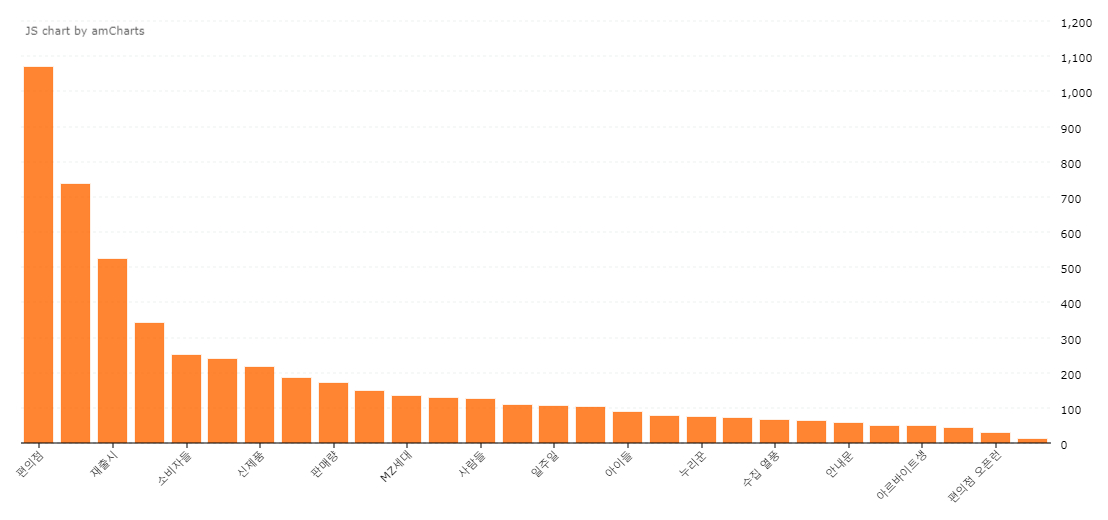 JS chart by amCharts
1,200
1,100
1,000
900
800
700
600
500
400
300
200
100
0
편의점
재출시
소비자들
신제품
판매량
MZ세대
사람들
일주일
아이들
누리꾼
수집 열풍
안내문
아르바이트생
편의점 오픈런